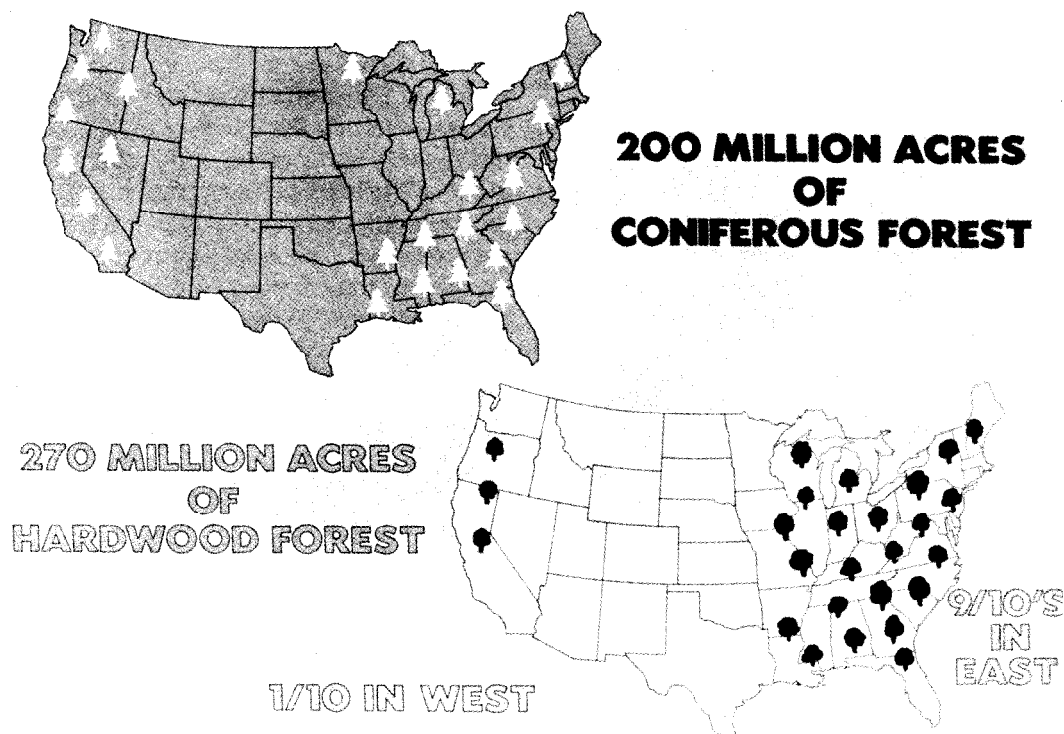 200 MILLION ACRES
OF
CONIFEROUS FOREST
270 MILLION ACRES
OF
HARDWOOD FOREST
9/10'S
IN
EAST
1/10 IN WEST